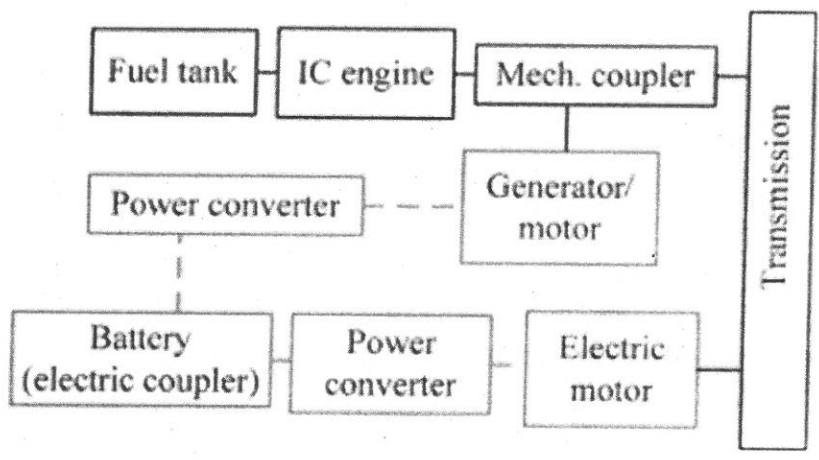 Fuel tank
IC engine
Mech. coupler
Transmission
Power converter
Generator/
motor
Battery
(electric coupler)
Power
converter
Electric
motor